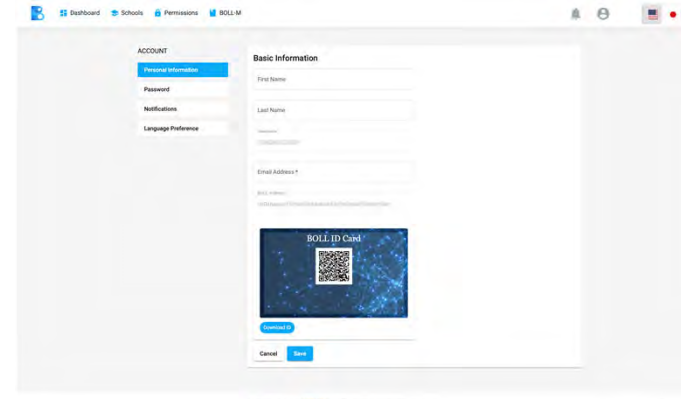 Dashboard Schools Permissions BOLL-M
ACCOUNT
Personal Information
Password
Notifications
Language Preference
Basic Information
First Name
Last Name
Email Address *
BOLL ID Card
Download ID
Cancel Save